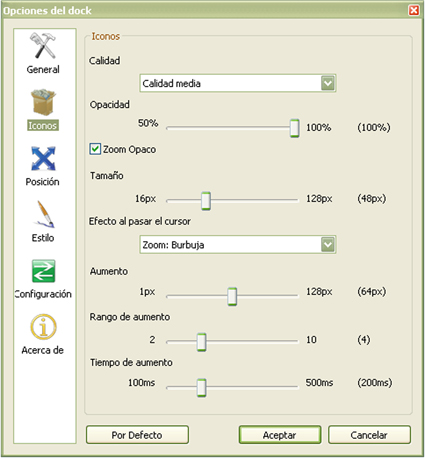 Opciones del dock
General
Iconos
Posición
Estilo
Configuración
Acerca de
Iconos
Calidad
Calidad media
Opacidad
50% 100% (100%)
Zoom Opaco
Tamaño
16px 128px (48px)
Efecto al pasar el cursor
Zoom: Burbuja
Aumento
1px 128px (64px)
Rango de aumento
2 10 (4)
Tiempo de aumento
100ms 500ms (200ms)
Por Defecto Aceptar Cancelar